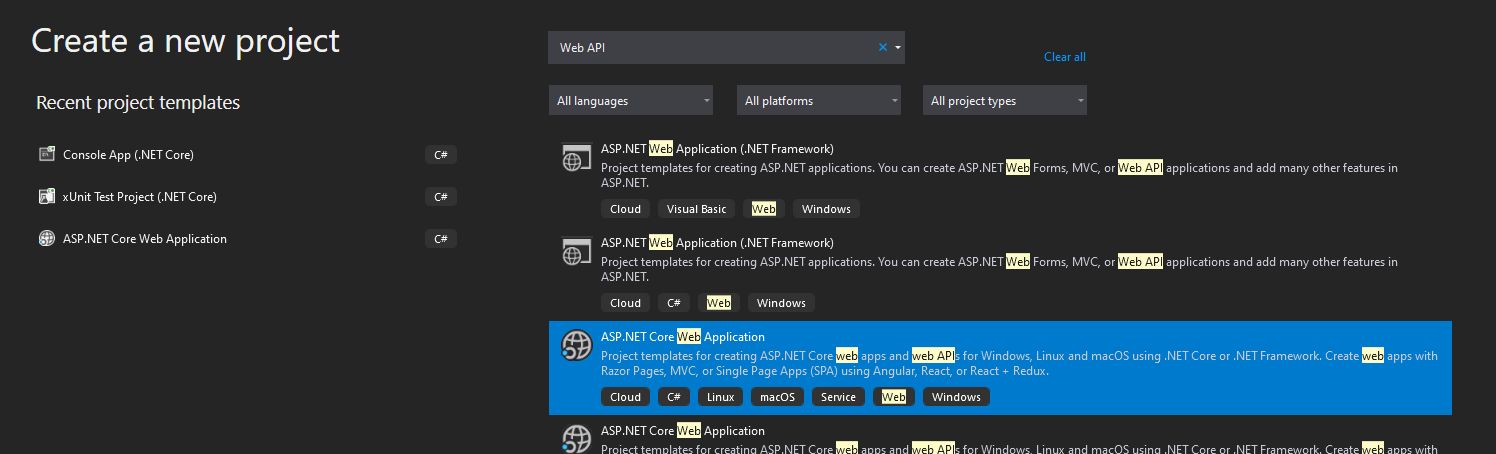 Create a new project
Recent project templates
Console App (.NET Core)
C#
xUnit Test Project (.NET Core)
C#
ASP.NET Core Web Application
C#
Web API
Clear all
All languages
All platforms
All project types
ASP.NET Web Application (.NET Framework)
Project templates for creating ASP.NET applications. You can create ASP.NET Web Forms, MVC, or Web API applications and add many other features in
ASP.NET.
Cloud Visual Basic Web Windows
ASP.NET Web Application (.NET Framework)
Project templates for creating ASP.NET applications. You can create ASP.NET Web Forms, MVC, or Web API applications and add many other features in
ASP.NET.
Cloud C# Web Windows
ASP.NET Core Web Application
Project templates for creating ASP.NET Core web apps and web APIs for Windows, Linux and macOS using .NET Core or .NET Framework. Create web apps with
Razor Pages, MVC, or Single Page Apps (SPA) using Angular, React, or React + Redux.
Cloud C# Linux macOS Service Web Windows
ASP.NET Core Web Application
Project templates for creating ASP.NET Core web apps and web APIs for Windows, Linux and macOS using .NET Core or .NET Framework. Create web apps with